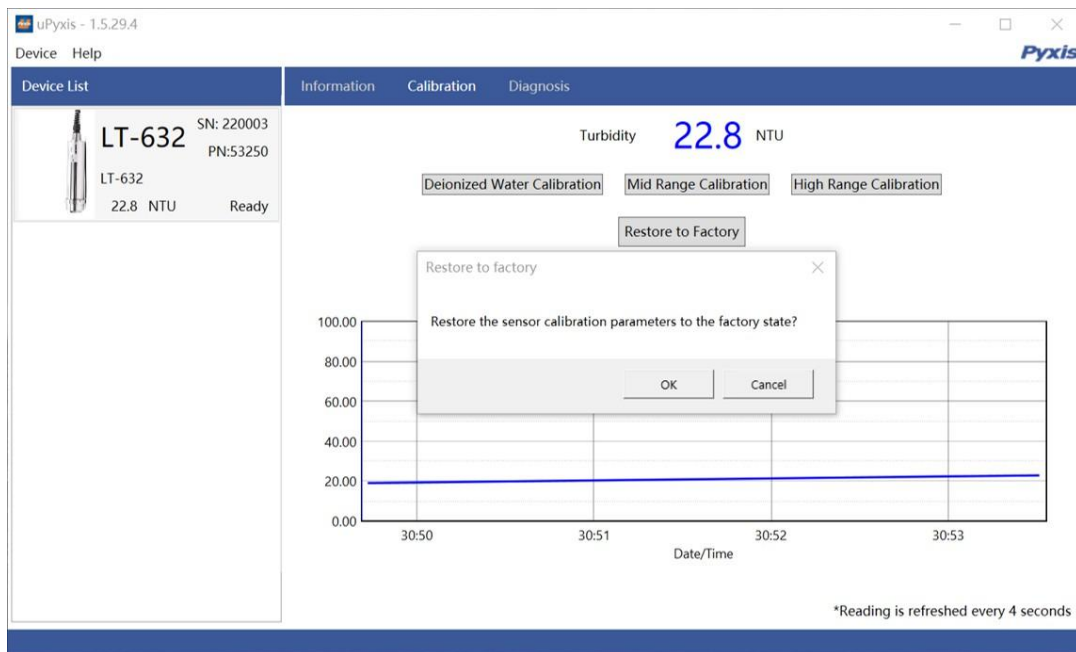 uPyxis - 1.5.29.4
Device Help
Pyxis
Device List
Information Calibration Diagnosis
LT-632
SN: 220003
PN:53250
LT-632
22.8 NTU Ready
Turbidity 22.8 NTU
Deionized Water Calibration Mid Range Calibration High Range Calibration
Restore to Factory
Restore to factory
Restore the sensor calibration parameters to the factory state?
OK Cancel
100.00
80.00
60.00
40.00
20.00
0.00
30:50 30:51 30:52 30:53
Date/Time
*Reading is refreshed every 4 seconds